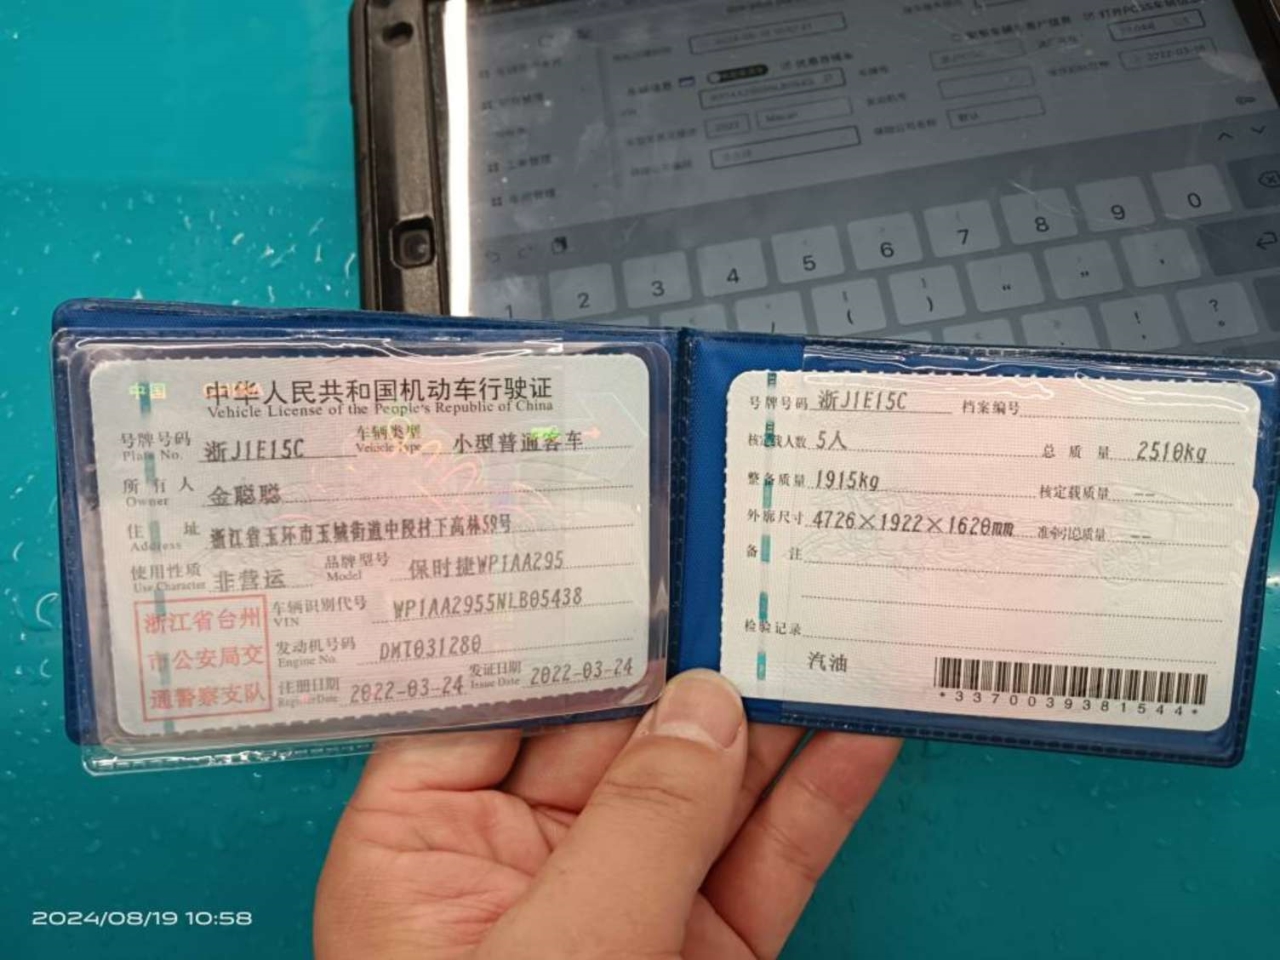 中国 CHINA
中华人民共和国机动车行驶证
Vehicle License of the People's Republic of China
号牌号码 浙J1E15C 车辆类型 小型普通客车
Plate No. Vehicle Type
所有人 金聪聪
Owner
住址 浙江省玉环市玉城街道中段村下高林59号
Address
使用性质 非营运 品牌型号 保时捷WP1AA295
Use Character Model
浙江省台州
市公安局交
通警察支队
车辆识别代号 WP1AA2955NLB05438
VIN
发动机号码 DMT031280
Engine No.
注册日期 2022-03-24 发证日期 2022-03-24
Register Date Issue Date
号牌号码 浙J1E15C 档案编号
核定载人数 5人 总质量 2510kg
整备质量 1915kg 核定载质量 --
外廓尺寸 4726×1922×1620mm 准牵引总质量 --
备注
检验记录
汽油
*3370039381544*
1 2 3 4 5 6 7 8 9 0
2024/08/19 10:58